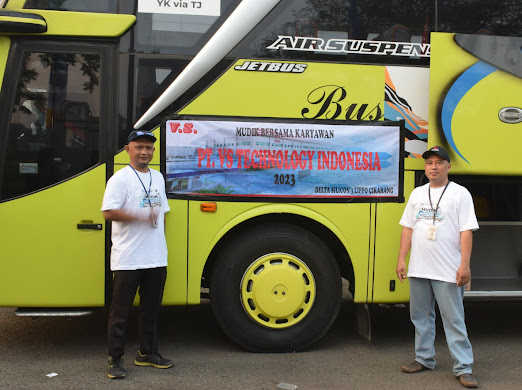 YK via TJ
AIR SUSPEN
JETBUS
Bus
V.S.
MUDIK BERSAMA KARYAWAN
PT. VS TECHNOLOGY INDONESIA
2023
DELTA SILICON 3 LIPPO CIKARANG
MUDIK